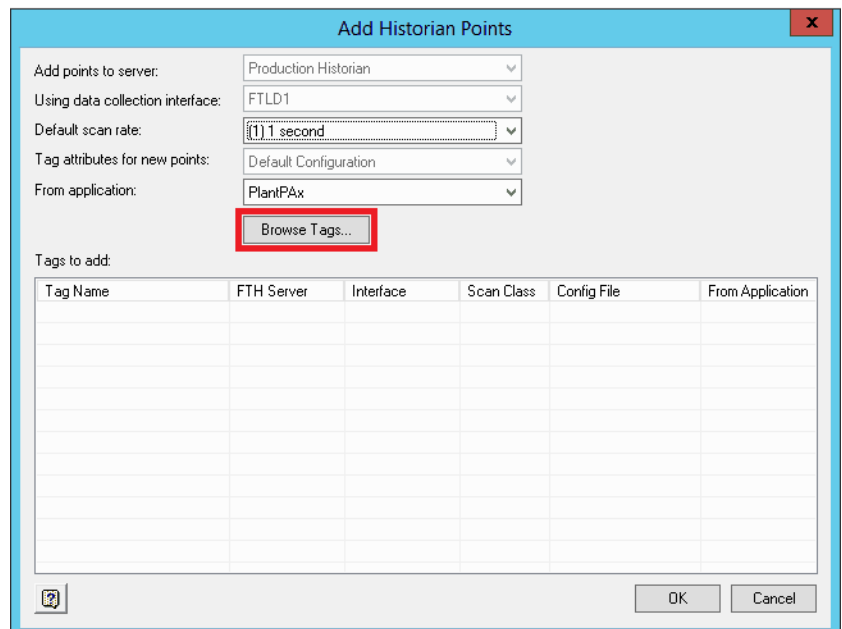 Add Historian Points
x
Add points to server: Production Historian
Using data collection interface: FTLD1
Default scan rate: (1) 1 second
Tag attributes for new points: Default Configuration
From application: PlantPAx
Browse Tags...
Tags to add:
Tag Name FTH Server Interface Scan Class Config File From Application
OK Cancel